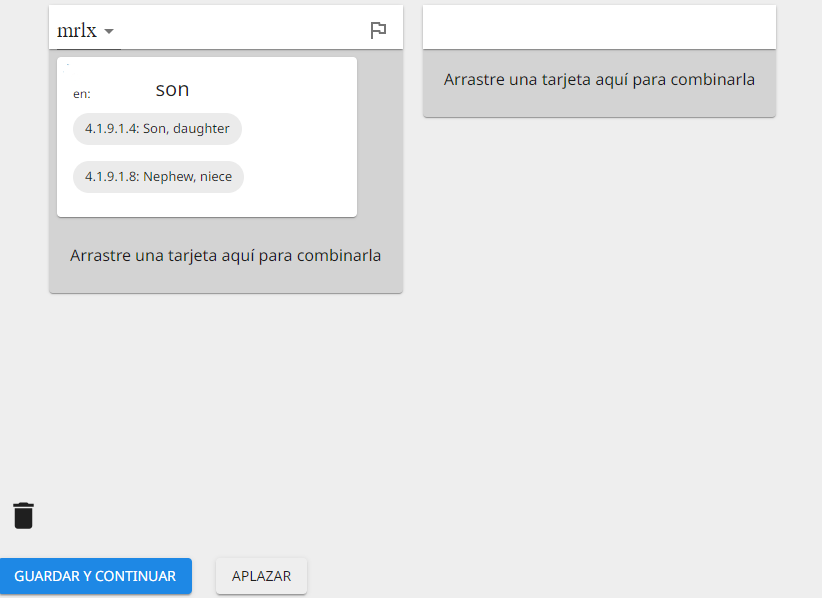 mrlx
en: son
4.1.9.1.4: Son, daughter
4.1.9.1.8: Nephew, niece
Arrastre una tarjeta aquí para combinarla
Arrastre una tarjeta aquí para combinarla
GUARDAR Y CONTINUAR
APLAZAR